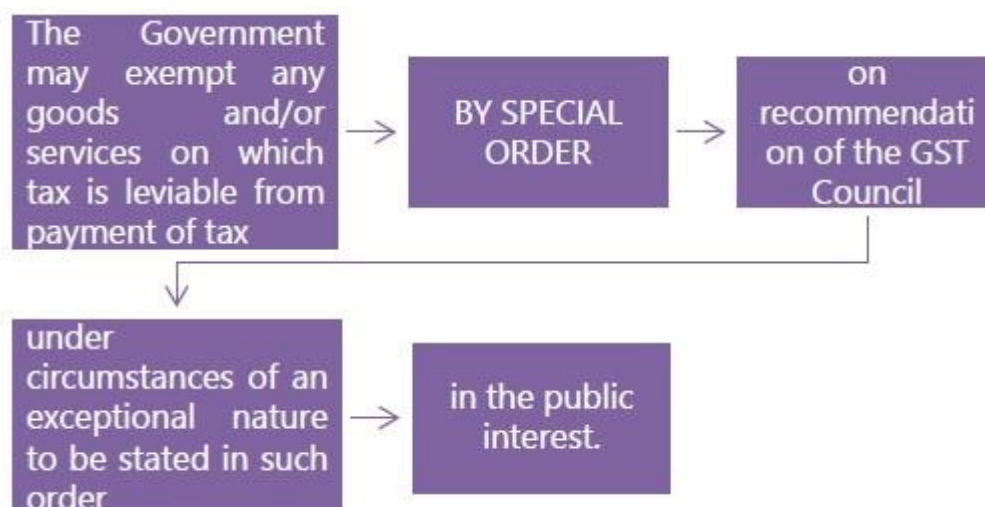 The Government
may exempt any
goods and/or
services on which
tax is leviable from
payment of tax
BY SPECIAL
ORDER
on
recommendati
on of the GST
Council
under
circumstances of an
exceptional nature
to be stated in such
order
in the public
interest.